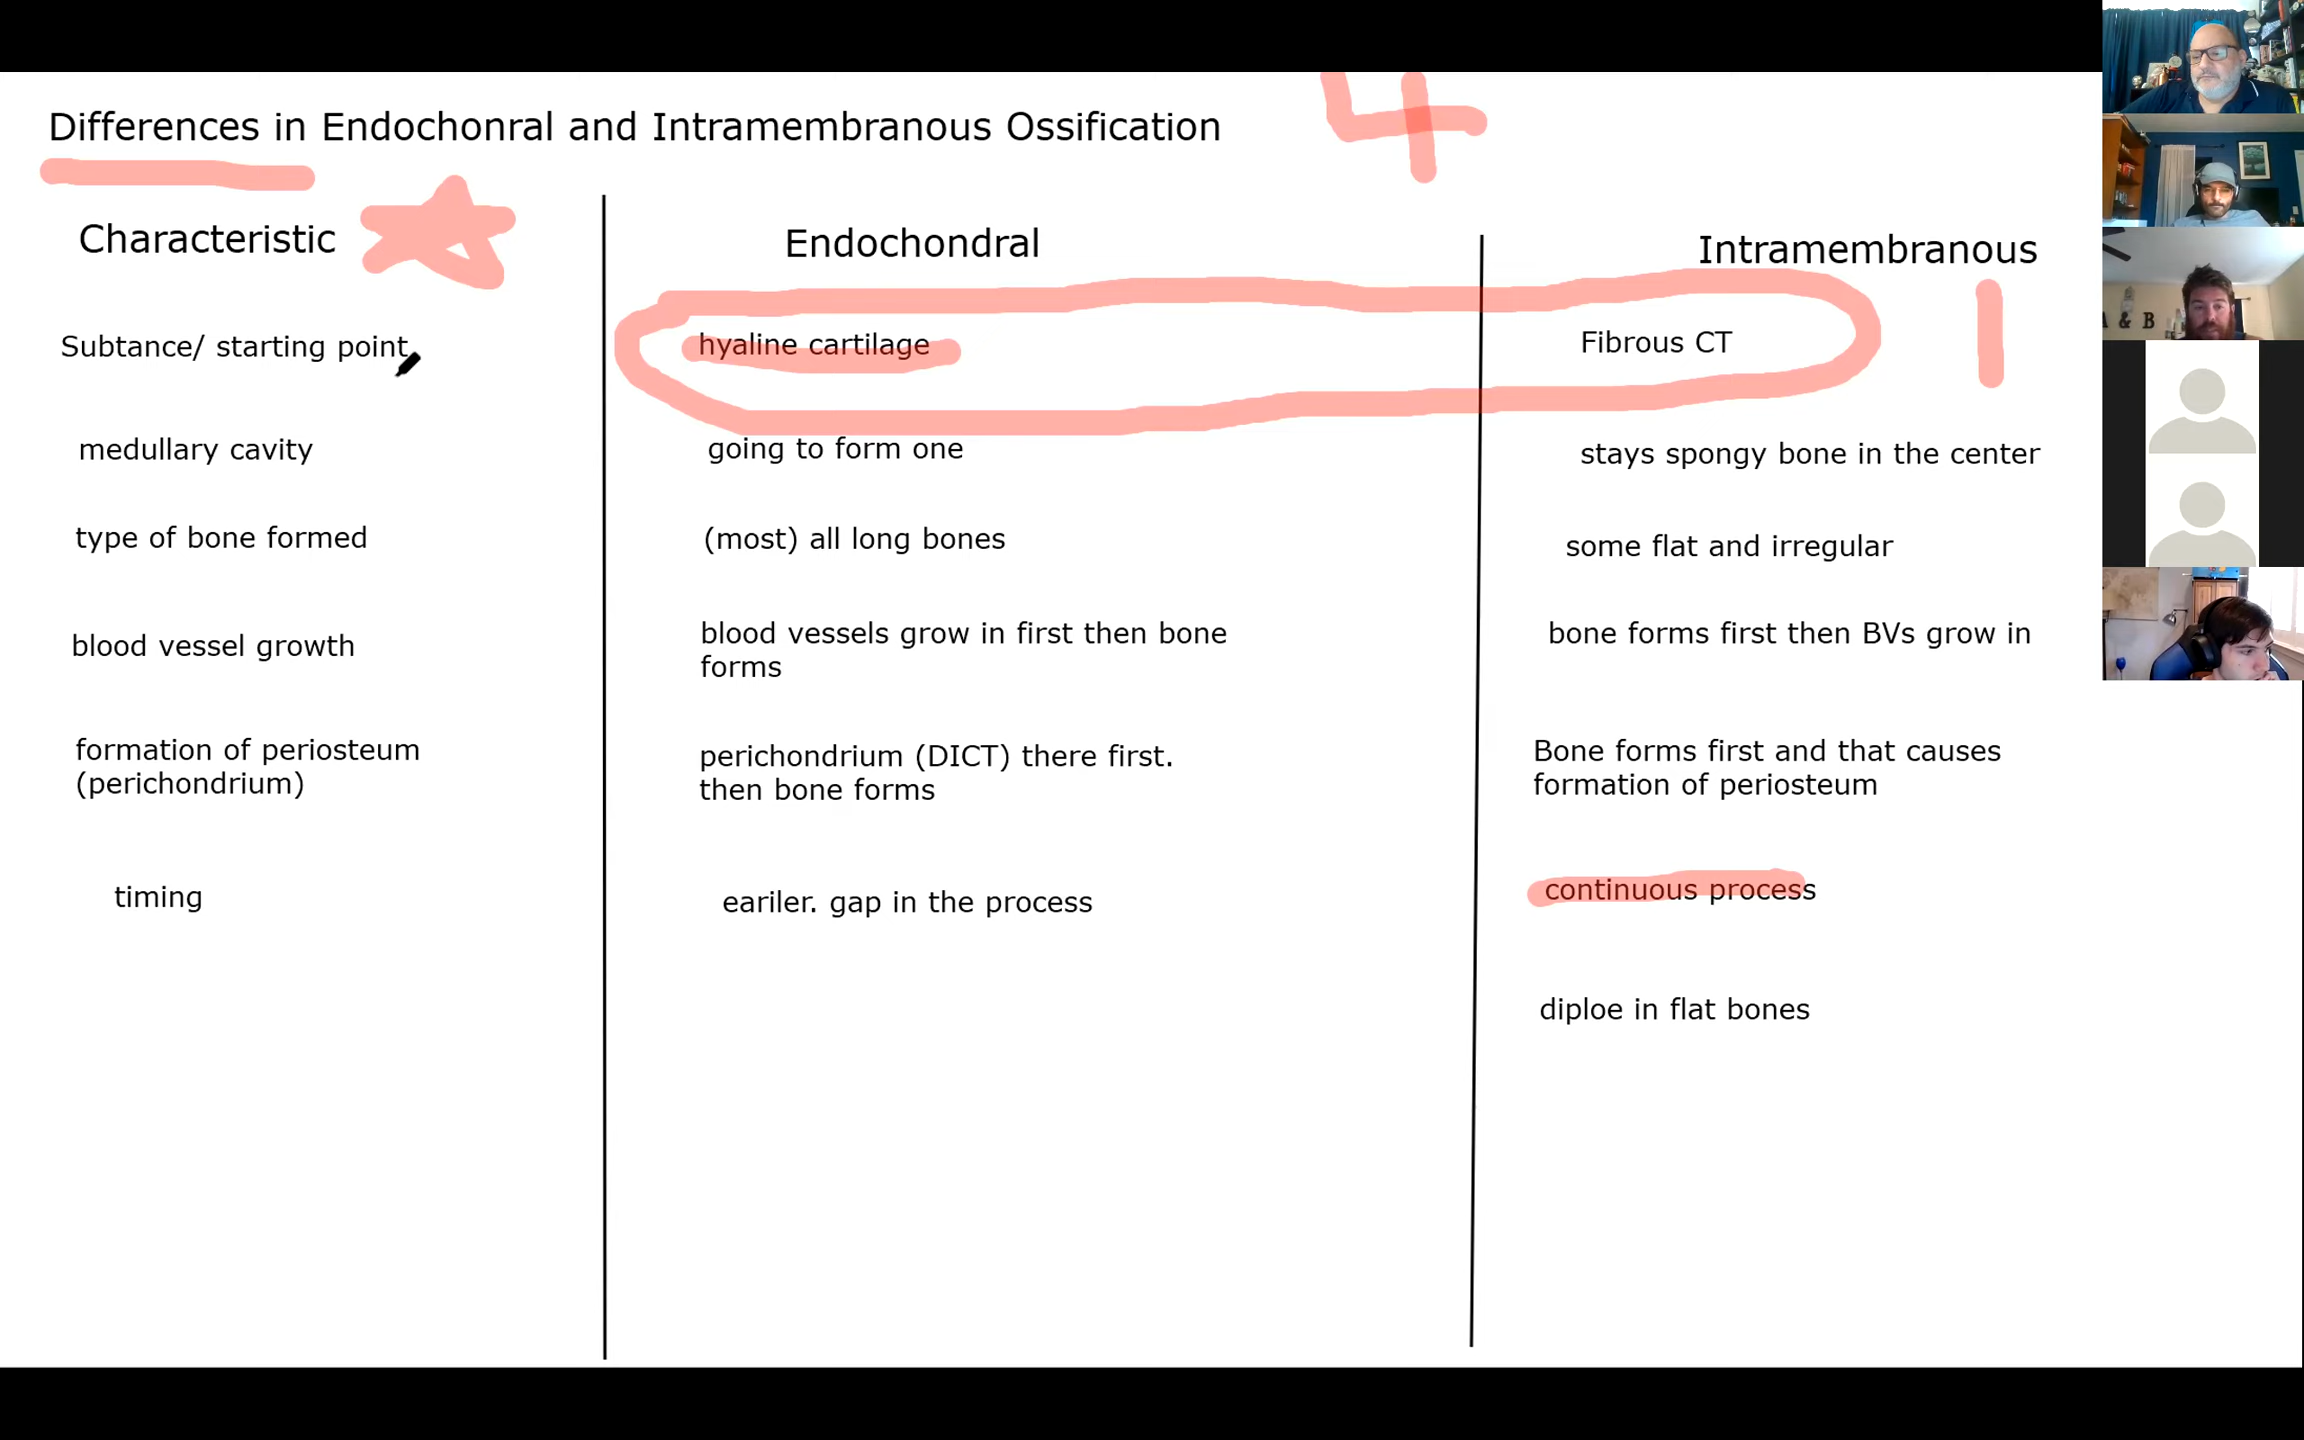 4
Differences in Endochonral and Intramembranous Ossification
Characteristic
Endochondral
Intramembranous
Subtance/ starting point
hyaline cartilage
Fibrous CT
1
medullary cavity
going to form one
stays spongy bone in the center
type of bone formed
(most) all long bones
some flat and irregular
blood vessel growth
blood vessels grow in first then bone
forms
bone forms first then BVs grow in
formation of periosteum
(perichondrium)
perichondrium (DICT) there first.
then bone forms
Bone forms first and that causes
formation of periosteum
timing
eariler. gap in the process
continuous process
diploe in flat bones
& B